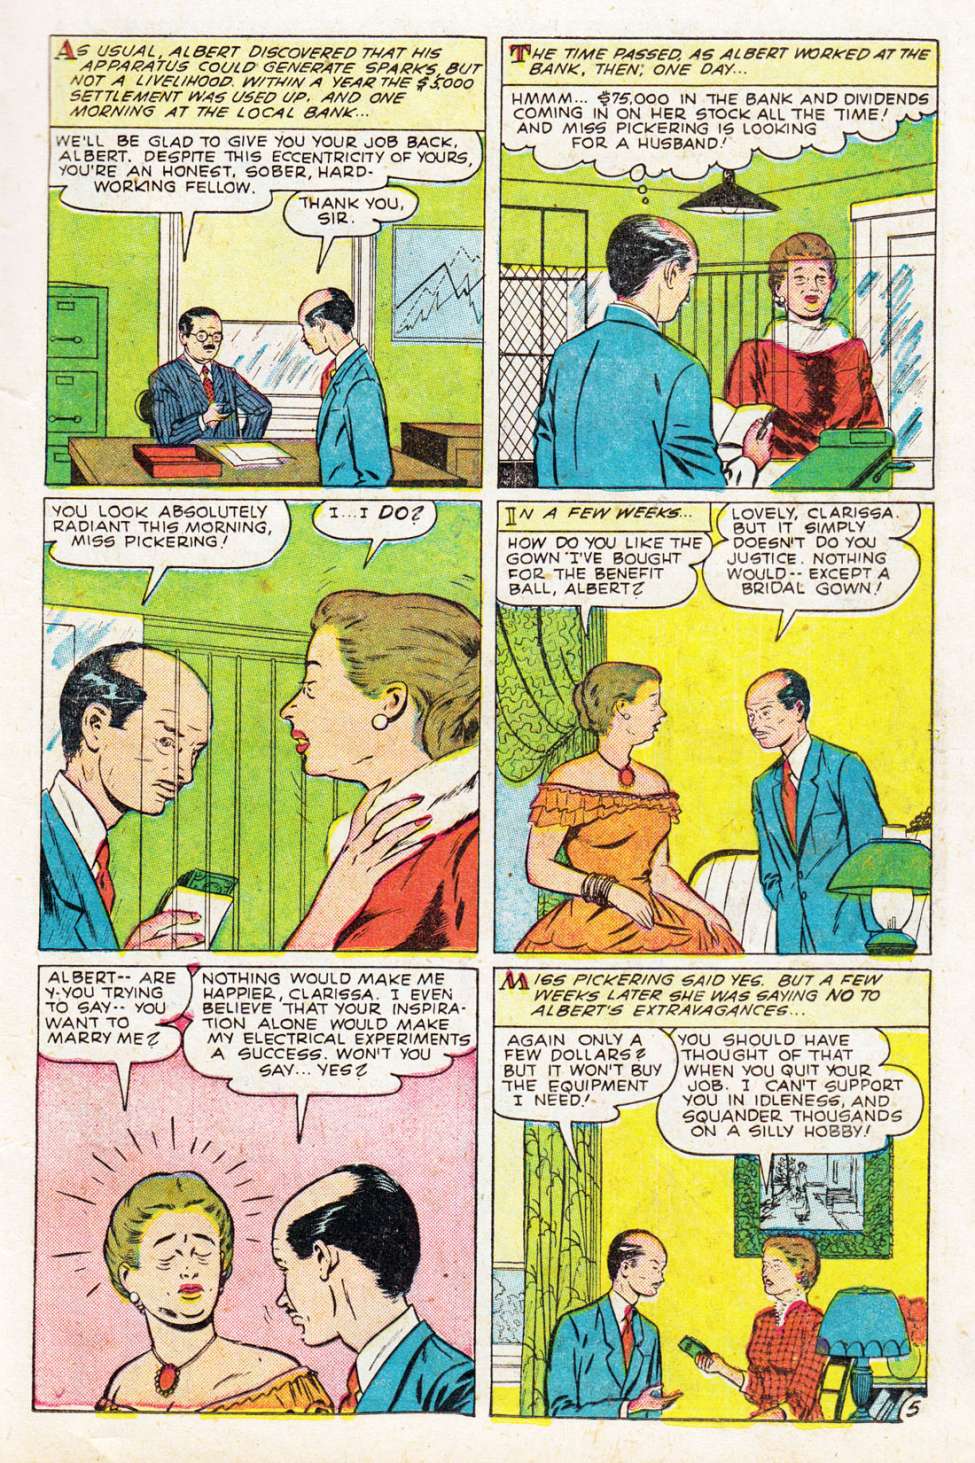 AS USUAL, ALBERT DISCOVERED THAT HIS
APPARATUS COULD GENERATE SPARKS, BUT
NOT A LIVELIHOOD. WITHIN A YEAR THE $5,000
SETTLEMENT WAS USED UP. AND ONE
MORNING AT THE LOCAL BANK...
WE'LL BE GLAD TO GIVE YOU YOUR JOB BACK,
ALBERT. DESPITE THIS ECCENTRICITY OF YOURS,
YOU'RE AN HONEST, SOBER, HARD-
WORKING FELLOW.
THANK YOU,
SIR.
THE TIME PASSED, AS ALBERT WORKED AT THE
BANK, THEN, ONE DAY...
HMMM... $75,000 IN THE BANK AND DIVIDENDS
COMING IN ON HER STOCK ALL THE TIME!
AND MISS PICKERING IS LOOKING
FOR A HUSBAND!
YOU LOOK ABSOLUTELY
RADIANT THIS MORNING,
MISS PICKERING!
I...I DO?
IN A FEW WEEKS...
HOW DO YOU LIKE THE
GOWN I'VE BOUGHT
FOR THE BENEFIT
BALL, ALBERT?
LOVELY, CLARISSA.
BUT IT SIMPLY
DOESN'T DO YOU
JUSTICE. NOTHING
WOULD-- EXCEPT A
BRIDAL GOWN!
ALBERT-- ARE
Y-YOU TRYING
TO SAY-- YOU
WANT TO
MARRY ME?
NOTHING WOULD MAKE ME
HAPPIER, CLARISSA. I EVEN
BELIEVE THAT YOUR INSPIRA-
TION ALONE WOULD MAKE
MY ELECTRICAL EXPERIMENTS
A SUCCESS. WON'T YOU
SAY... YES?
MISS PICKERING SAID YES. BUT A FEW
WEEKS LATER SHE WAS SAYING NO TO
ALBERT'S EXTRAVAGANCES...
AGAIN ONLY A
FEW DOLLARS?
BUT IT WON'T BUY
THE EQUIPMENT
I NEED!
YOU SHOULD HAVE
THOUGHT OF THAT
WHEN YOU QUIT YOUR
JOB. I CAN'T SUPPORT
YOU IN IDLENESS, AND
SQUANDER THOUSANDS
ON A SILLY HOBBY!
5